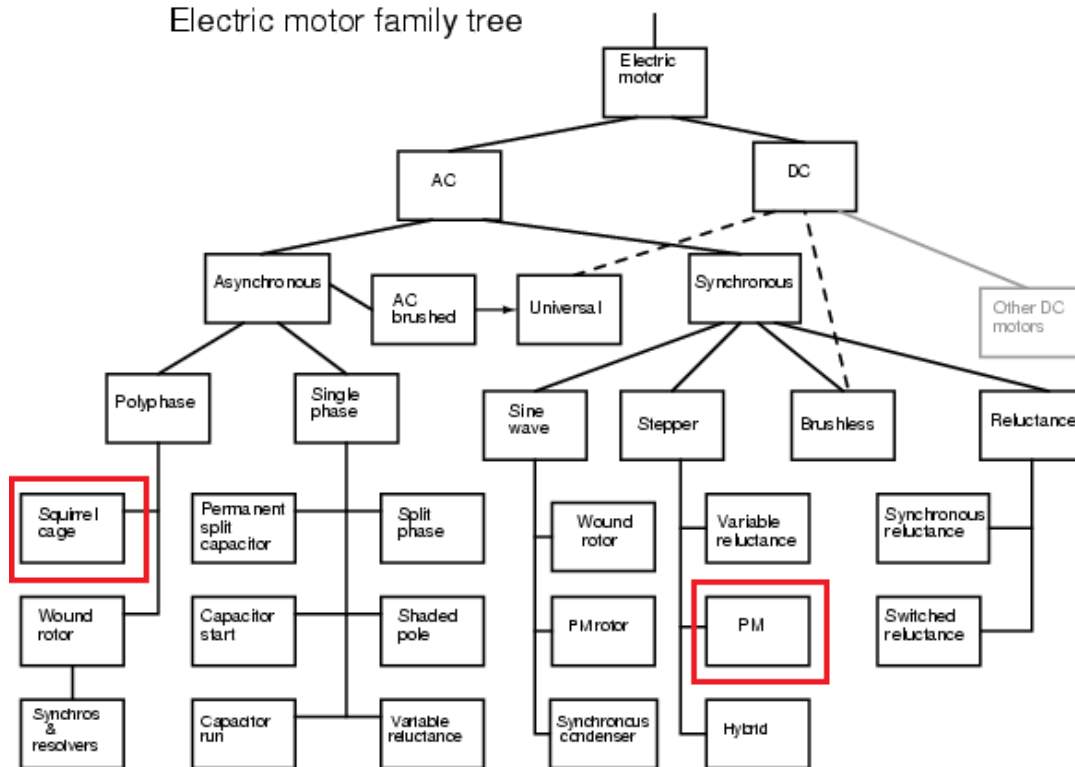 Electric motor family tree
Electric
motor
AC
DC
Asynchronous
AC
brushed
Universal
Synchronous
Other DC
motors
Polyphase
Single
phase
Sine
wave
Stepper
Brushless
Reluctance
Squirrel
cage
Permanent
split
capacitor
Split
phase
Wound
rotor
Variable
reluctance
Synchronous
reluctance
Wound
rotor
Capacitor
start
Shaded
pole
PM rotor
PM
Switched
reluctance
Synchros
&
resolvers
Capacitor
run
Variable
reluctance
Synchronous
condenser
Hybrid